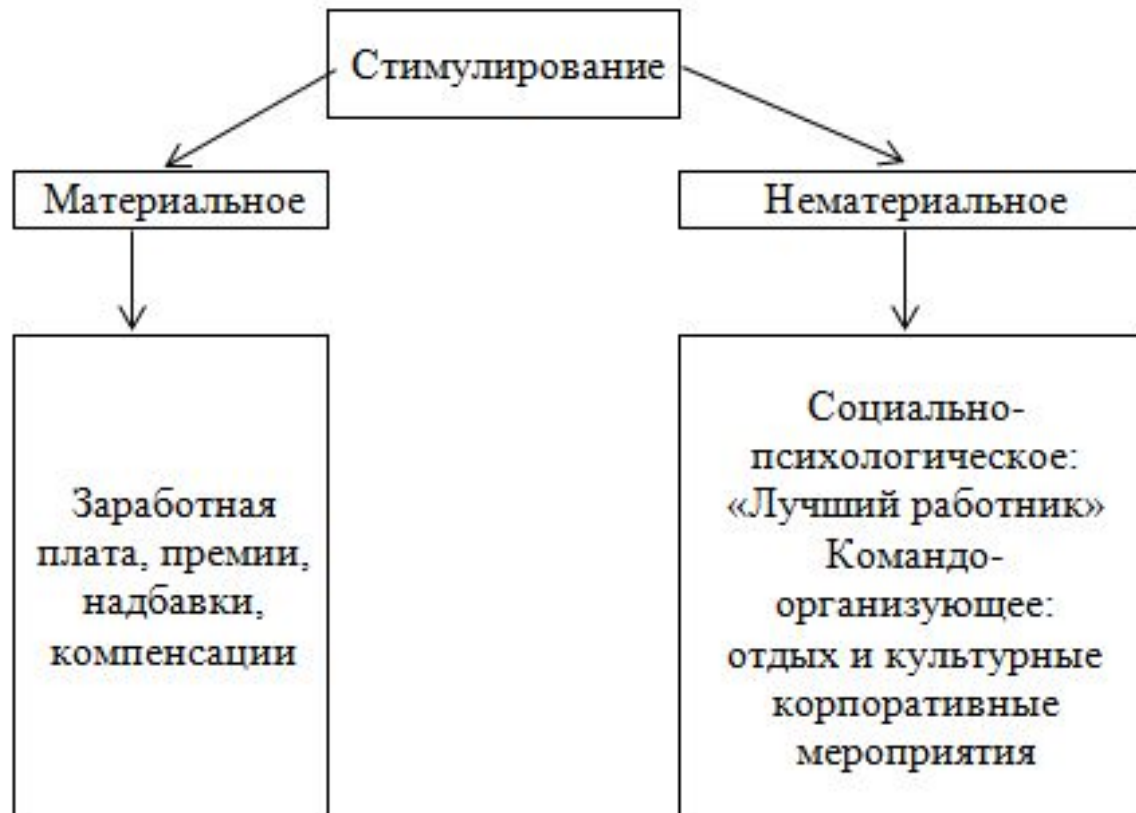 Стимулирование
Материальное
Нематериальное
Заработная
плата, премии,
надбавки,
компенсации
Социально-
психологическое:
«Лучший работник»
Командо-
организующее:
отдых и культурные
корпоративные
мероприятия